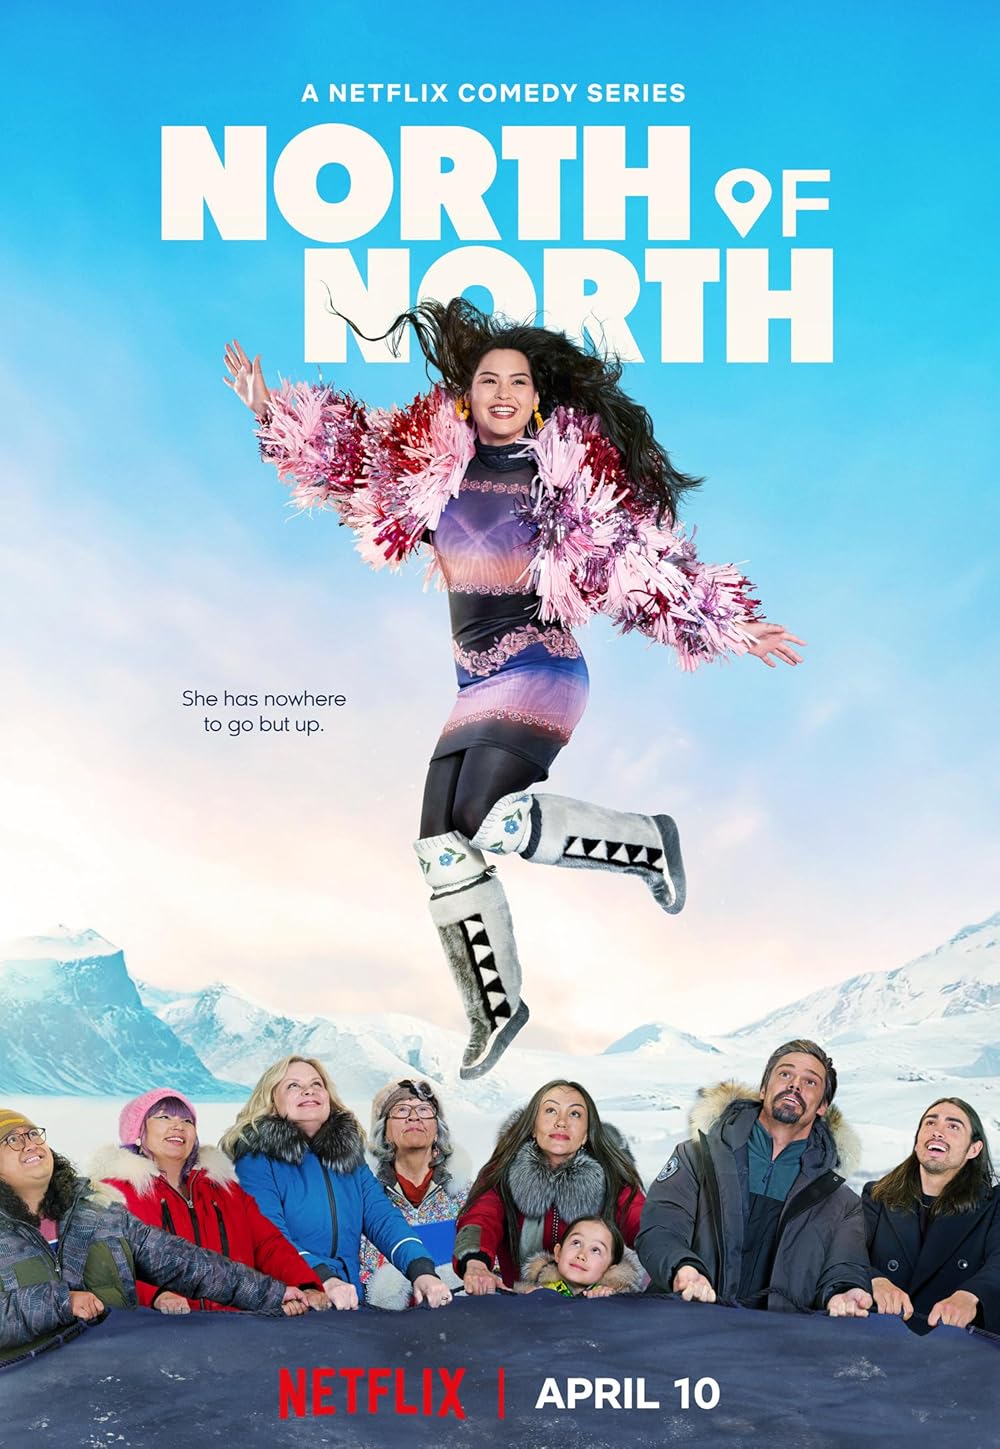 A NETFLIX COMEDY SERIES
NORTH OF
NORTH
She has nowhere
to go but up.
NETFLIX | APRIL 10